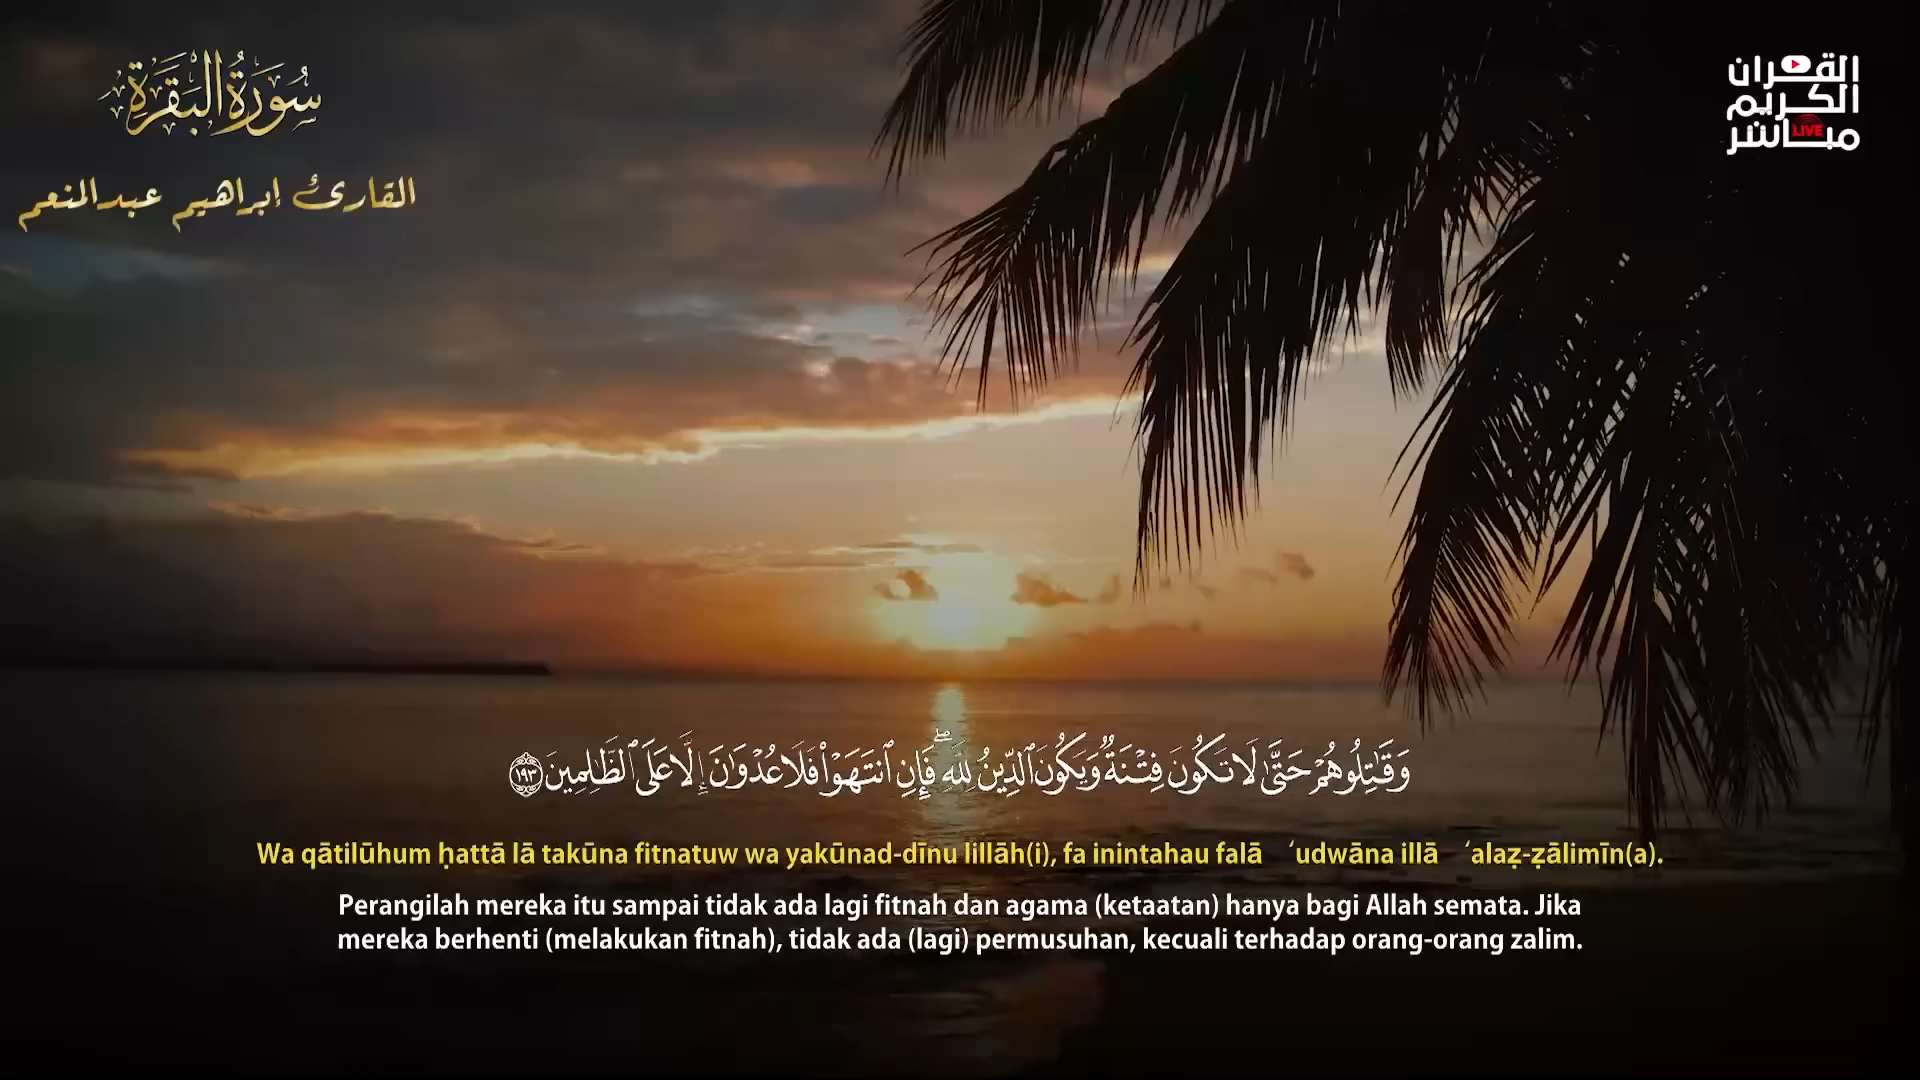 سُورَةُ البَقَرَةِ
القارئ ابراهيم عبدالمنعم
القرآن
الكريم
مباشر
LIVE
وَقَٰتِلُوهُمْ حَتَّىٰ لَا تَكُونَ فِتْنَةٌ وَيَكُونَ ٱلدِّينُ لِلَّهِ ۖ فَإِنِ ٱنتَهَوْا۟ فَلَا عُدْوَٰنَ إِلَّا عَلَى ٱلظَّٰلِمِينَ ١٩٣
Wa qātilūhum ḥattā lā takūna fitnatuw wa yakūnad-dīnu lillāh(i), fa inintahau falā ‘udwāna illā ‘alaẓ-ẓālimīn(a).
Perangilah mereka itu sampai tidak ada lagi fitnah dan agama (ketaatan) hanya bagi Allah semata. Jika
mereka berhenti (melakukan fitnah), tidak ada (lagi) permusuhan, kecuali terhadap orang-orang zalim.